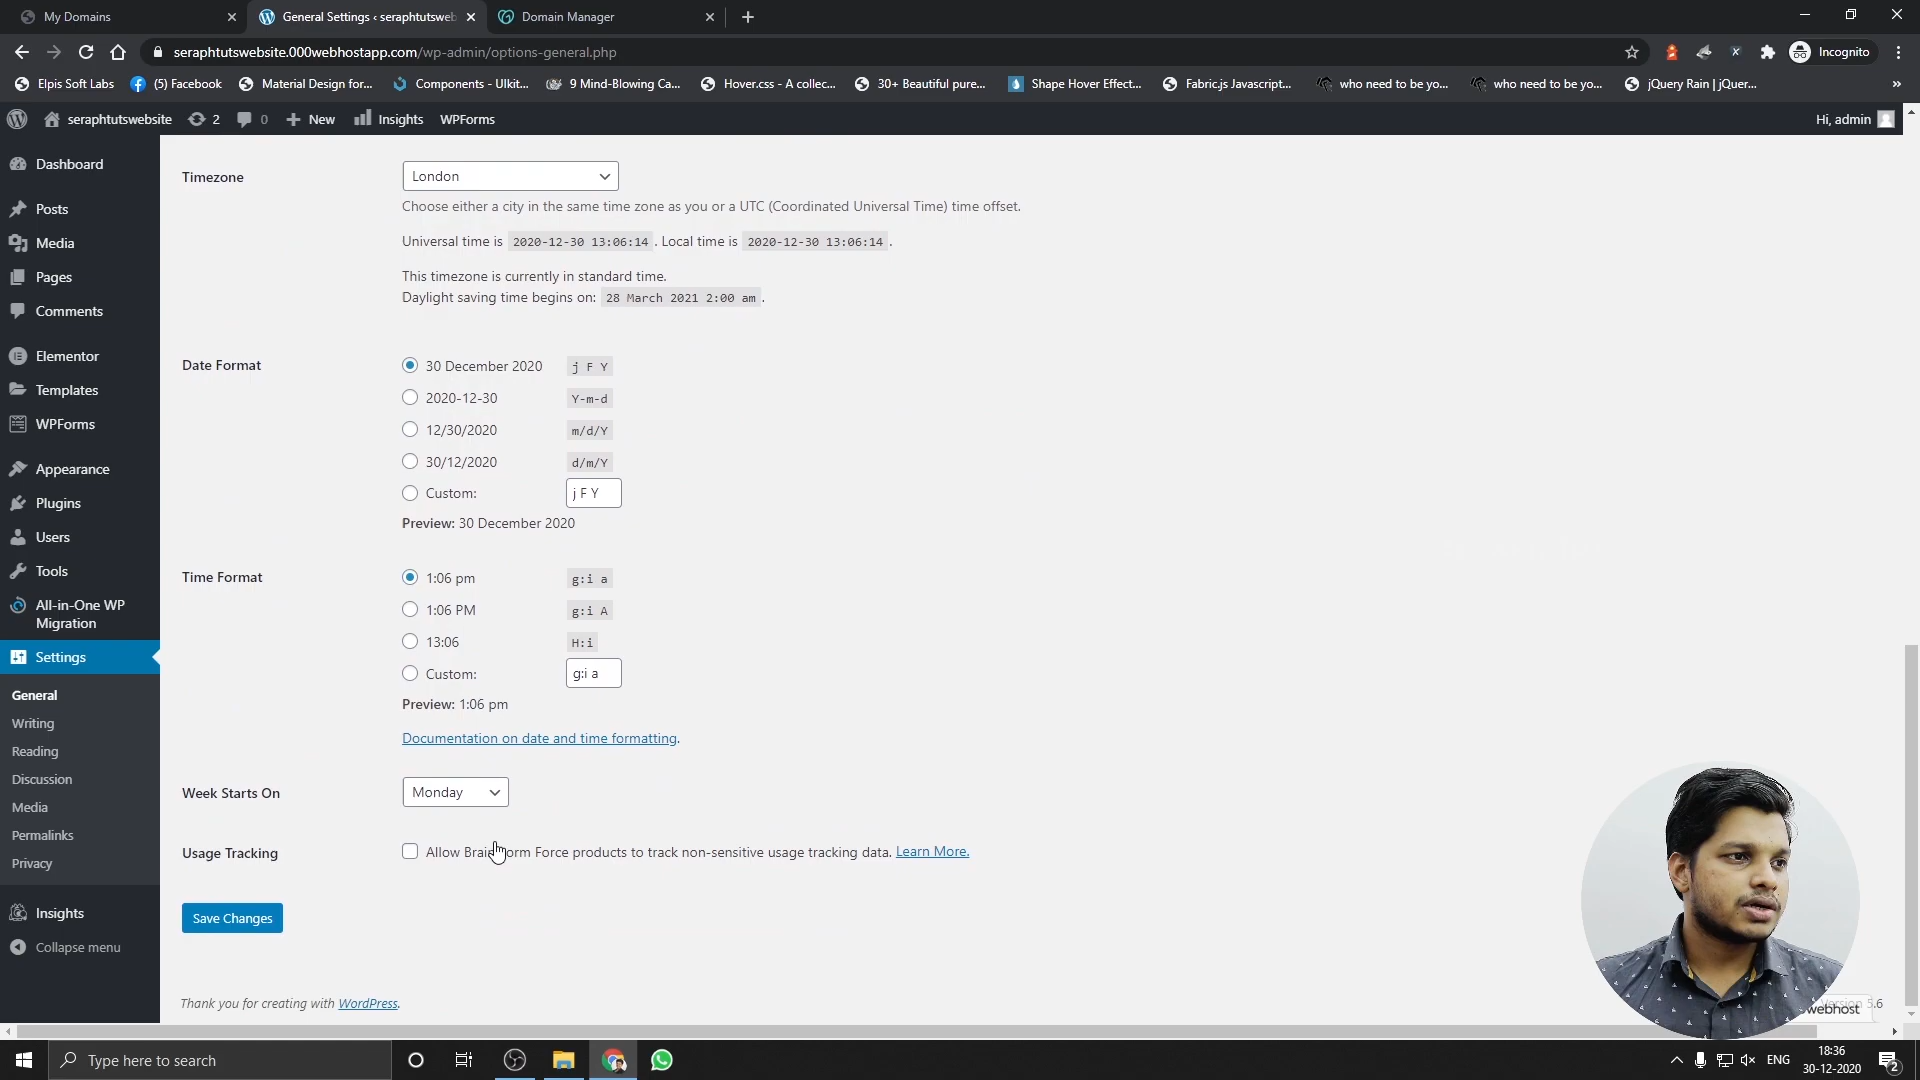 My Domains
General Settings ‹ seraphtutsweb
Domain Manager
seraphtutswebsite.000webhostapp.com/wp-admin/options-general.php
Incognito
Elpis Soft Labs
(5) Facebook
Material Design for...
Components - UIkit...
9 Mind-Blowing Ca...
Hover.css - A collec...
30+ Beautiful pure...
Shape Hover Effect...
Fabric.js Javascript...
who need to be yo...
who need to be yo...
jQuery Rain | jQuer...
seraphtutswebsite
2
0
New
Insights
WPForms
Hi, admin
Dashboard
Posts
Media
Pages
Comments
Elementor
Templates
WPForms
Appearance
Plugins
Users
Tools
All-in-One WP
Migration
Settings
General
Writing
Reading
Discussion
Media
Permalinks
Privacy
Insights
Collapse menu
Timezone
London
Choose either a city in the same time zone as you or a UTC (Coordinated Universal Time) time offset.
Universal time is 2020-12-30 13:06:14 . Local time is 2020-12-30 13:06:14 .
This timezone is currently in standard time.
Daylight saving time begins on: 28 March 2021 2:00 am .
Date Format
30 December 2020 j F Y
2020-12-30 Y-m-d
12/30/2020 m/d/Y
30/12/2020 d/m/Y
Custom: j F Y
Preview: 30 December 2020
Time Format
1:06 pm g:i a
1:06 PM g:i A
13:06 H:i
Custom: g:i a
Preview: 1:06 pm
Documentation on date and time formatting.
Week Starts On
Monday
Usage Tracking
Allow Brainstorm Force products to track non-sensitive usage tracking data. Learn More.
Save Changes
Thank you for creating with WordPress.
Version 5.6
webhost
Type here to search
ENG
18:36
30-12-2020
2